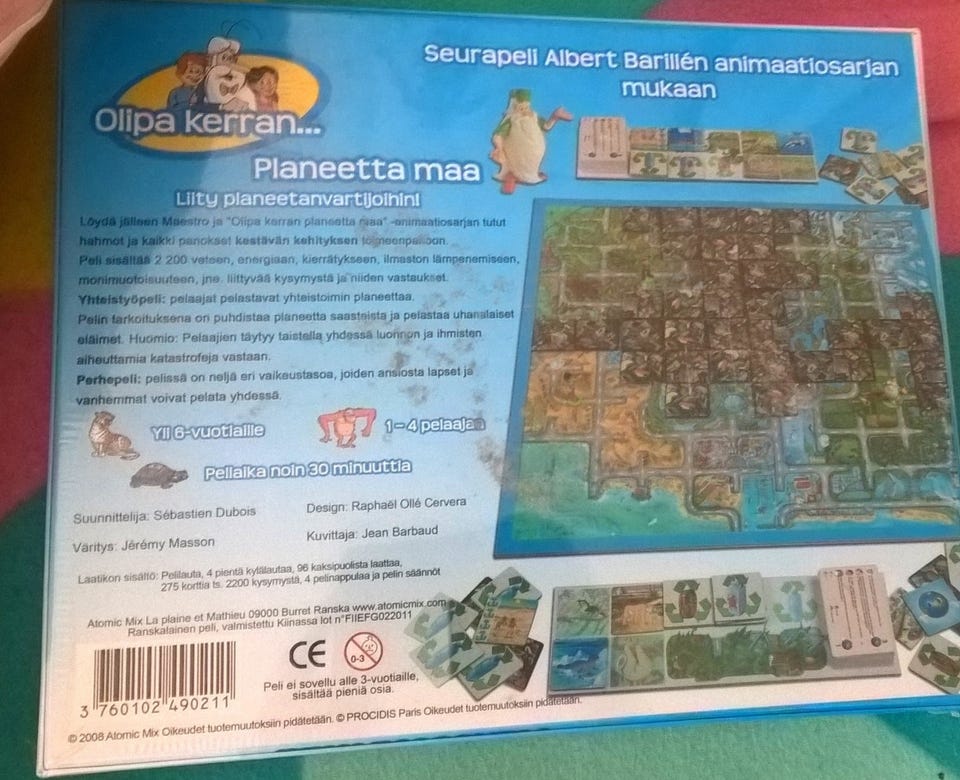 Seurapeli Albert Barillén animaatiosarjan
mukaan
Olipa kerran...
Planeetta maa
Liity planeetanvartijoihin!
Löydä jälleen Maestro ja "Olipa kerran planeetta maa" -animaatiosarjan tutut
hahmot ja kaikki panokset kestävän kehityksen toimeenpanoon.
Peli sisältää 2 200 veteen, energiaan, kierrätykseen, ilmaston lämpenemiseen,
monimuotoisuuteen, jne. liittyvää kysymystä ja niiden vastaukset.
Yhteistyöpeli: pelaajat pelastavat yhteistoimin planeettaa.
Pelin tarkoituksena on puhdistaa planeetta saasteista ja pelastaa uhanalaiset
eläimet. Huomio: Pelaajien täytyy taistella yhdessä luonnon ja ihmisten
aiheuttamia katastrofeja vastaan.
Perhepeli: pelissä on neljä eri vaikeustasoa, joiden ansiosta lapset ja
vanhemmat voivat pelata yhdessä.
Yli 6-vuotiaille
1-4 pelaajaa
Peliaika noin 30 minuuttia
Suunnittelija: Sébastien Dubois
Design: Raphaël Ollé Cervera
Väritys: Jérémy Masson
Kuvittaja: Jean Barbaud
Laatikon sisältö: Pelilauta, 4 pientä kylälautaa, 96 kaksipuolista laattaa,
275 korttia ts. 2200 kysymystä, 4 pelinappulaa ja pelin säännöt
Atomic Mix La plaine et Mathieu 09000 Burret Ranska www.atomicmix.com
Ranskalainen peli, valmistettu Kiinassa lot n°FIIEFG022011
CE
0-3
Peli ei sovellu alle 3-vuotiaille,
sisältää pieniä osia.
3 760102 490211
© 2008 Atomic Mix Oikeudet tuotemuutoksiin pidätetään. © PROCIDIS Paris Oikeudet tuotemuutoksiin pidätetään.